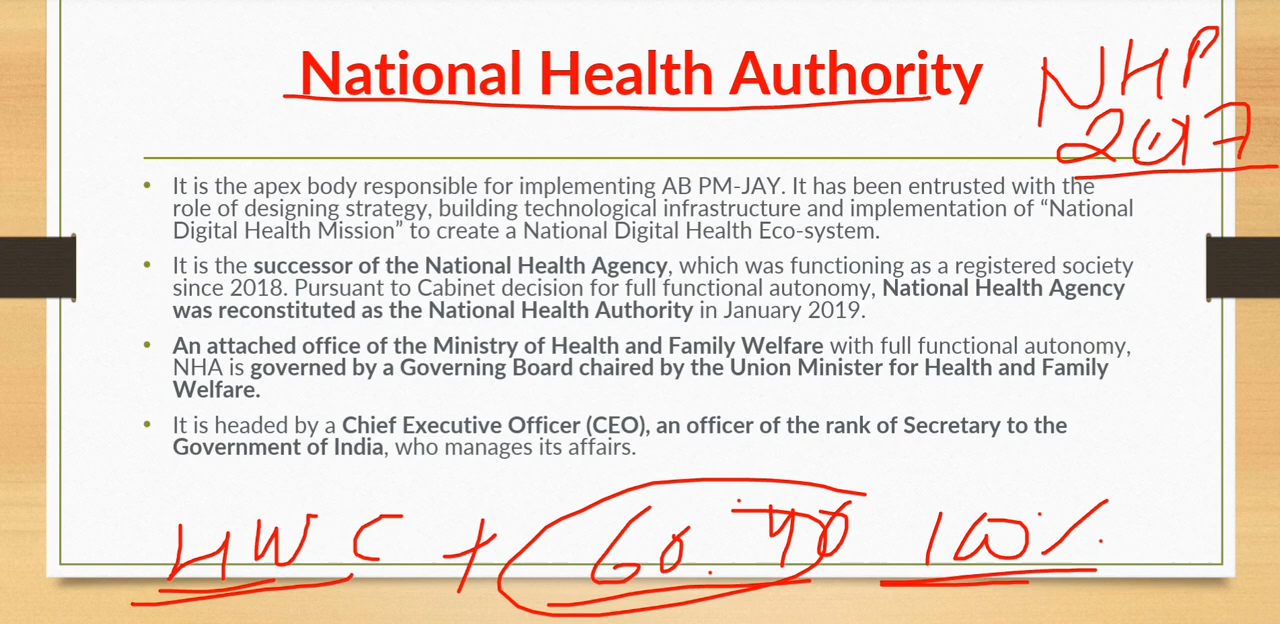 National Health Authority
NHP
2017
• It is the apex body responsible for implementing AB PM-JAY. It has been entrusted with the
role of designing strategy, building technological infrastructure and implementation of “National
Digital Health Mission” to create a National Digital Health Eco-system.
• It is the successor of the National Health Agency, which was functioning as a registered society
since 2018. Pursuant to Cabinet decision for full functional autonomy, National Health Agency
was reconstituted as the National Health Authority in January 2019.
• An attached office of the Ministry of Health and Family Welfare with full functional autonomy,
NHA is governed by a Governing Board chaired by the Union Minister for Health and Family
Welfare.
• It is headed by a Chief Executive Officer (CEO), an officer of the rank of Secretary to the
Government of India, who manages its affairs.
HWC + 60.40 100%